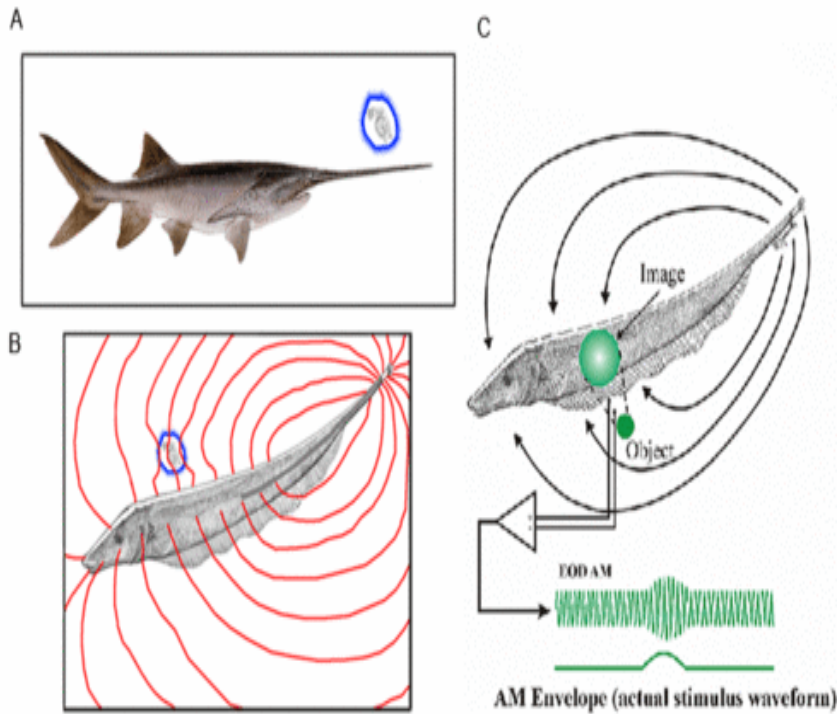 A
B
C
Image
Object
EOD AM
AM Envelope (actual stimulus waveform)